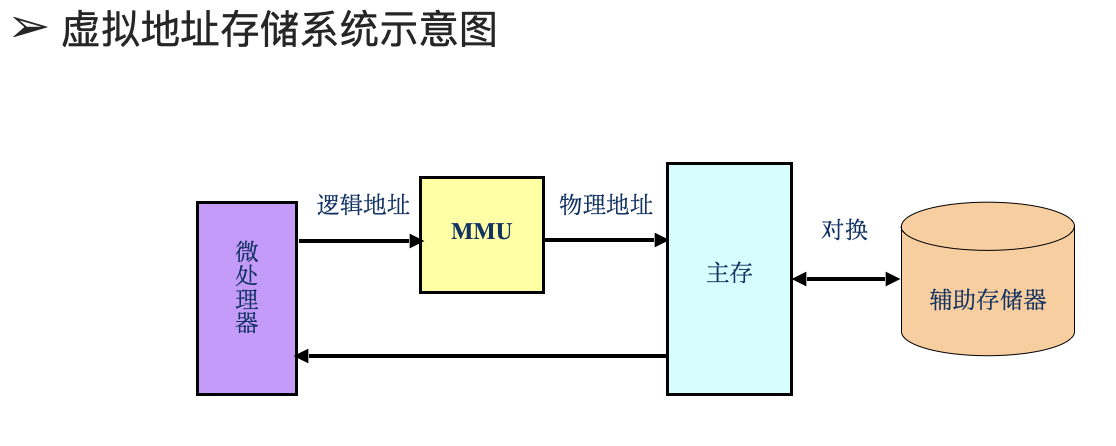 ➢ 虚拟地址存储系统示意图
逻辑地址
物理地址
MMU
对换
微处理器
主存
辅助存储器